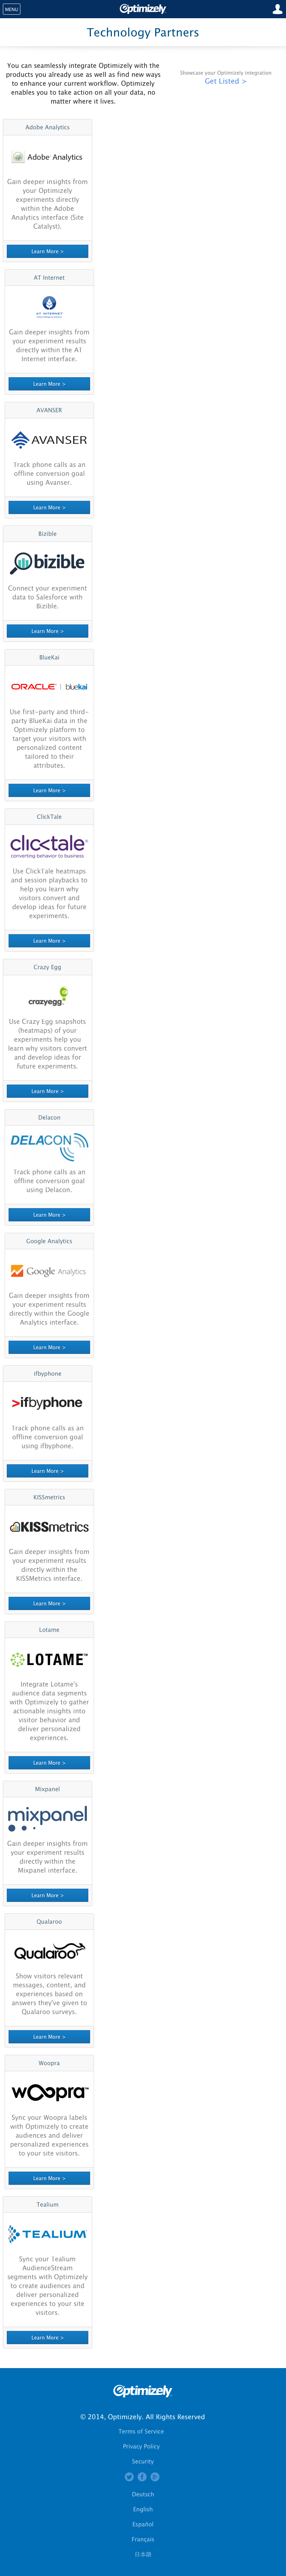 MENU
Optimizely
Technology Partners
You can seamlessly integrate Optimizely with the
products you already use as well as find new ways
to enhance your current workflow. Optimizely
enables you to take action on all your data, no
matter where it lives.
Showcase your Optimizely integration
Get Listed >
Adobe Analytics
Adobe® Analytics
Gain deeper insights from
your Optimizely
experiments directly
within the Adobe
Analytics interface (Site
Catalyst).
Learn More >
AT Internet
AT INTERNET
Gain deeper insights from
your experiment results
directly within the AT
Internet interface.
Learn More >
AVANSER
AVANSER
Track phone calls as an
offline conversion goal
using Avanser.
Learn More >
Bizible
bizible
Connect your experiment
data to Salesforce with
Bizible.
Learn More >
BlueKai
ORACLE® | bluekai
Use first-party and third-
party BlueKai data in the
Optimizely platform to
target your visitors with
personalized content
tailored to their
attributes.
Learn More >
ClickTale
clicktale®
converting behavior to business
Use ClickTale heatmaps
and session playbacks to
help you learn why
visitors convert and
develop ideas for future
experiments.
Learn More >
Crazy Egg
crazyegg
Use Crazy Egg snapshots
(heatmaps) of your
experiments help you
learn why visitors convert
and develop ideas for
future experiments.
Learn More >
Delacon
DELACON
Track phone calls as an
offline conversion goal
using Delacon.
Learn More >
Google Analytics
Google Analytics
Gain deeper insights from
your experiment results
directly within the Google
Analytics interface.
Learn More >
ifbyphone
>ifbyphone
Track phone calls as an
offline conversion goal
using ifbyphone.
Learn More >
KISSmetrics
KISSmetrics
Gain deeper insights from
your experiment results
directly within the
KISSMetrics interface.
Learn More >
Lotame
LOTAME™
Integrate Lotame's
audience data segments
with Optimizely to gather
actionable insights into
visitor behavior and
deliver personalized
experiences.
Learn More >
Mixpanel
mixpanel
Gain deeper insights from
your experiment results
directly within the
Mixpanel interface.
Learn More >
Qualaroo
Qualaroo
Show visitors relevant
messages, content, and
experiences based on
answers they've given to
Qualaroo surveys.
Learn More >
Woopra
woopra™
Sync your Woopra labels
with Optimizely to create
audiences and deliver
personalized experiences
to your site visitors.
Learn More >
Tealium
TEALIUM
Sync your Tealium
AudienceStream
segments with Optimizely
to create audiences and
deliver personalized
experiences to your site
visitors.
Learn More >
Optimizely
© 2014, Optimizely. All Rights Reserved
Terms of Service
Privacy Policy
Security
Deutsch
English
Español
Français
日本語